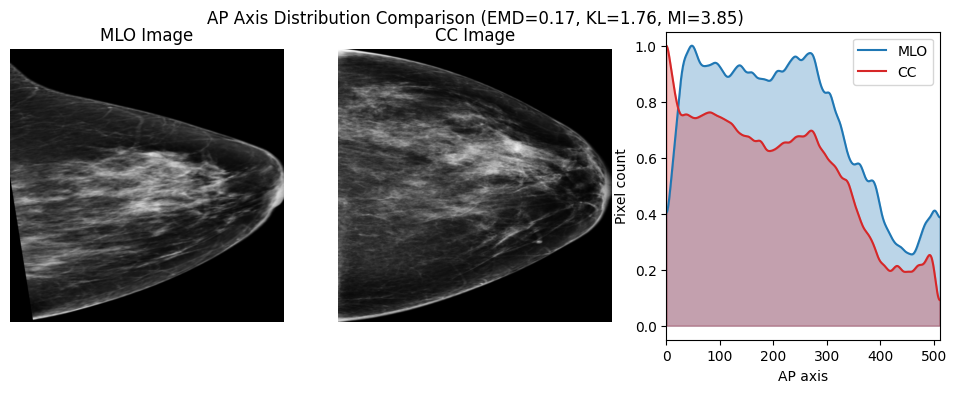 AP Axis Distribution Comparison (EMD=0.17, KL=1.76, MI=3.85)
MLO Image
CC Image
MLO
CC
Pixel count
1.0
0.8
0.6
0.4
0.2
0.0
0 100 200 300 400 500
AP axis